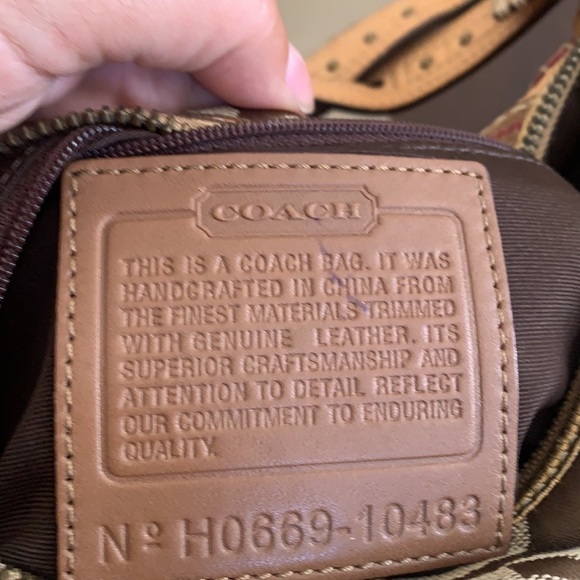 COACH
THIS IS A COACH BAG. IT WAS
HANDCRAFTED IN CHINA FROM
THE FINEST MATERIALS TRIMMED
WITH GENUINE LEATHER. ITS
SUPERIOR CRAFTSMANSHIP AND
ATTENTION TO DETAIL REFLECT
OUR COMMITMENT TO ENDURING
QUALITY.
Nº H0669-10483